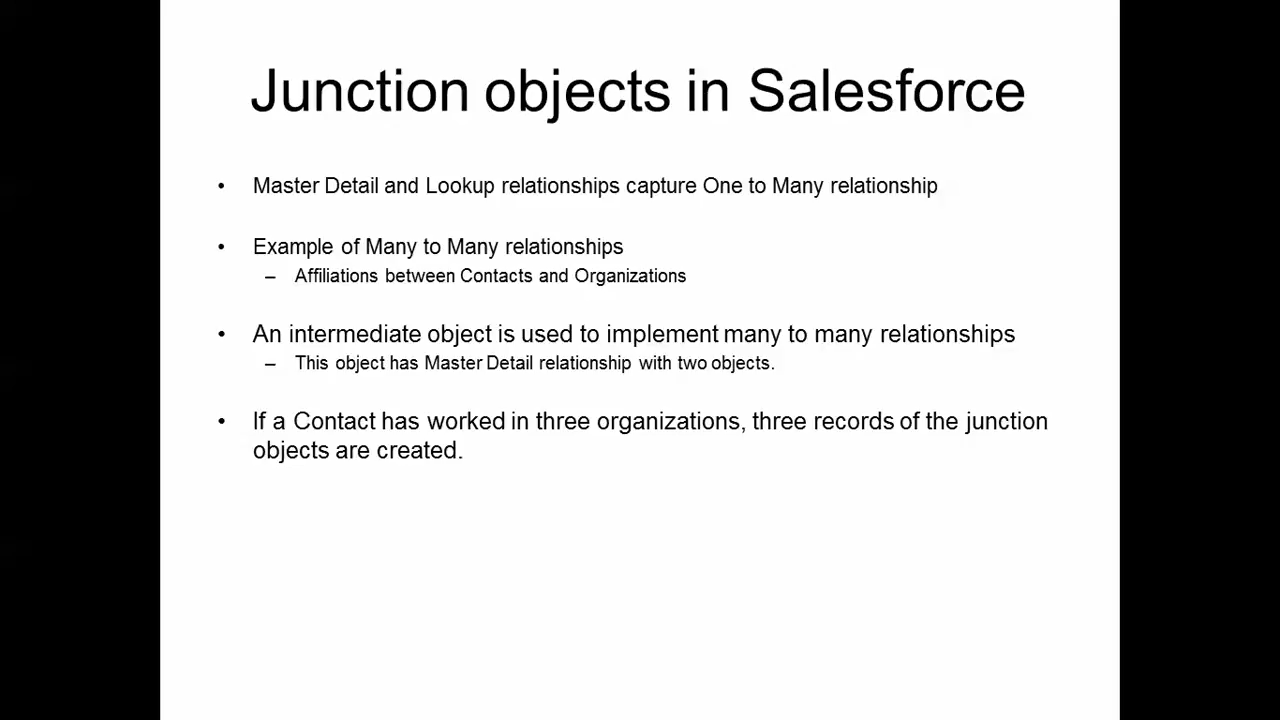 Junction objects in Salesforce
• Master Detail and Lookup relationships capture One to Many relationship
• Example of Many to Many relationships
– Affiliations between Contacts and Organizations
• An intermediate object is used to implement many to many relationships
– This object has Master Detail relationship with two objects.
• If a Contact has worked in three organizations, three records of the junction
objects are created.